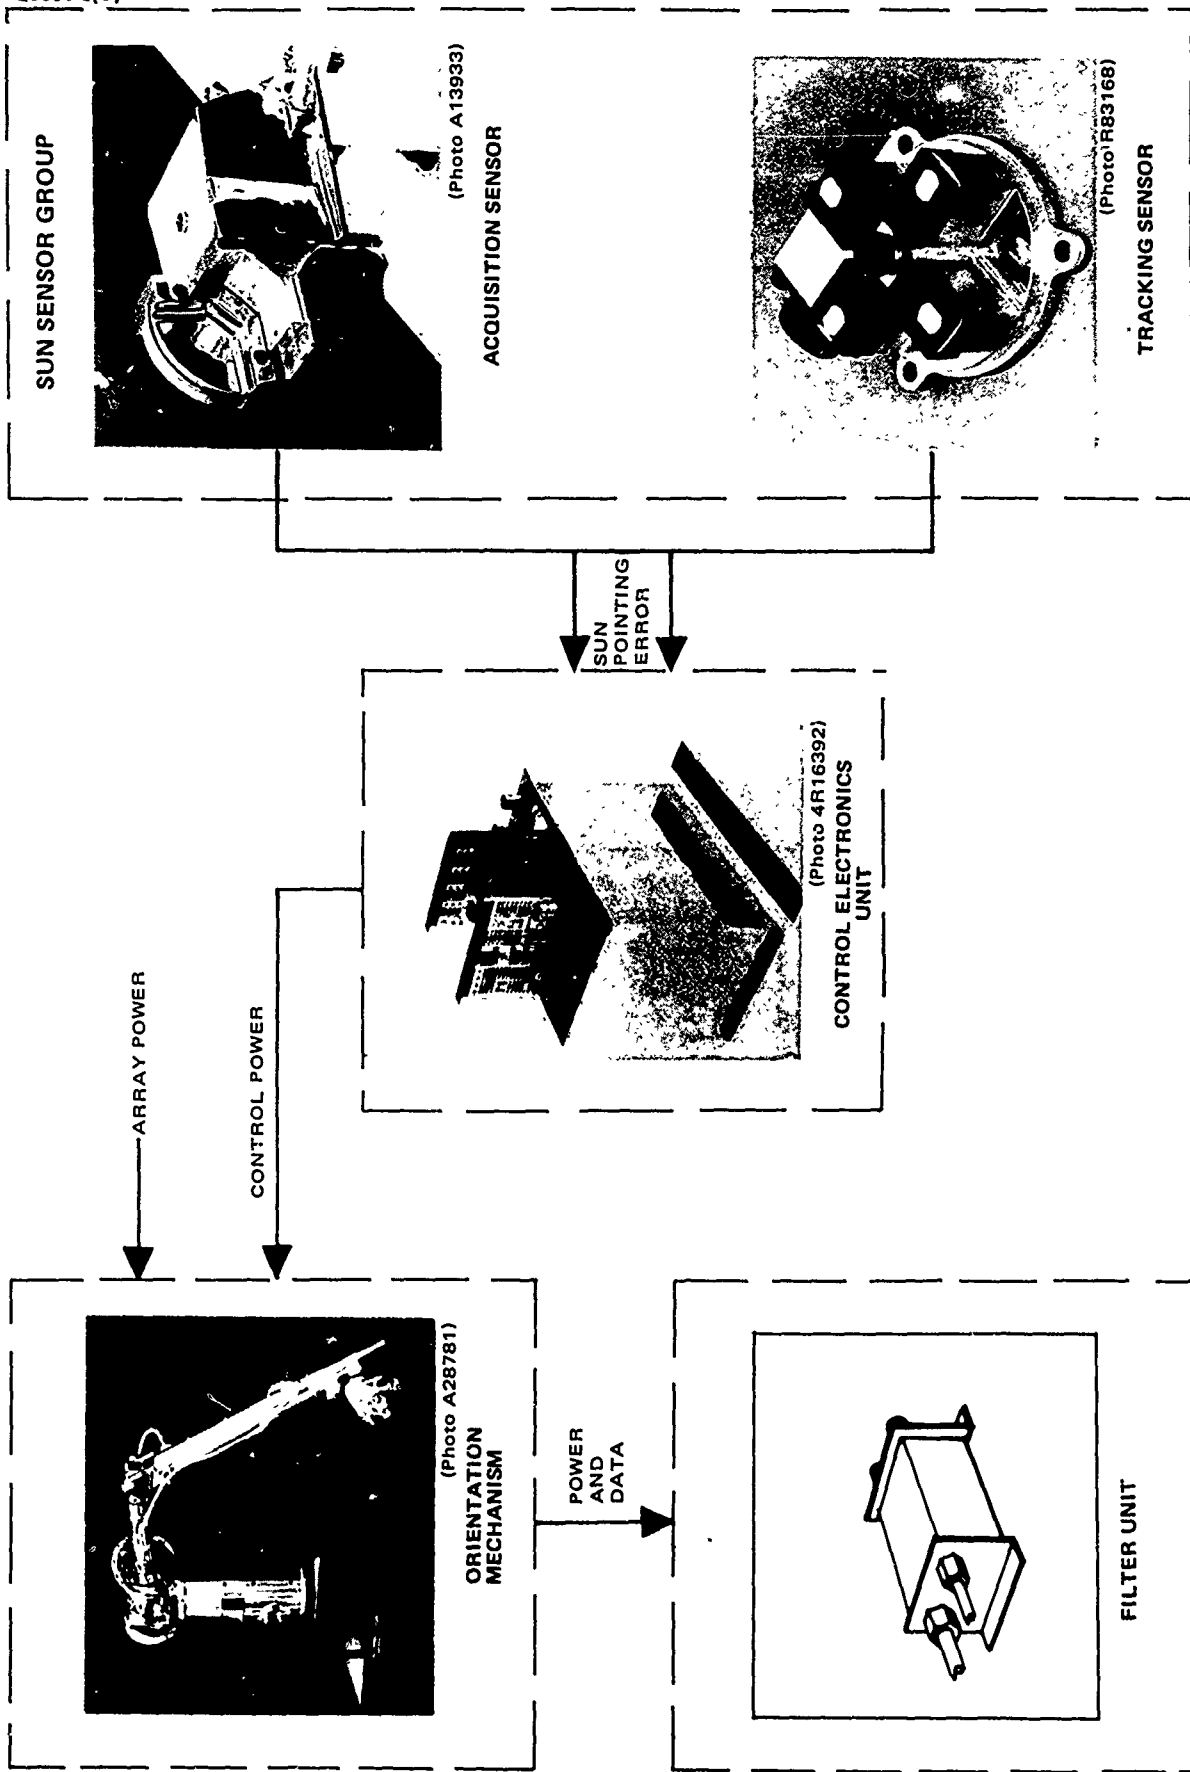 SUN SENSOR GROUP
(Photo A13933)
ACQUISITION SENSOR
(Photo R83168)
TRACKING SENSOR
SUN
POINTING
ERROR
(Photo 4R16392)
CONTROL ELECTRONICS
UNIT
ARRAY POWER
CONTROL POWER
(Photo A28781)
ORIENTATION
MECHANISM
POWER
AND
DATA
FILTER UNIT